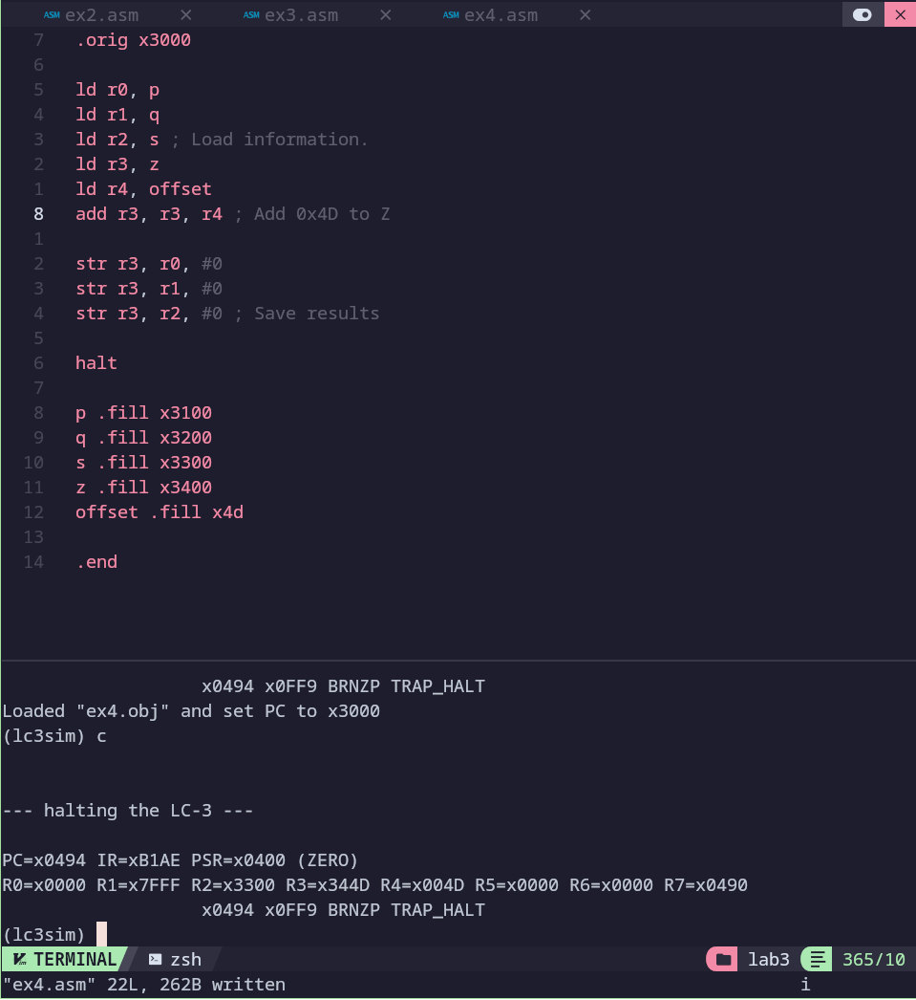 ASM ex2.asm × ASM ex3.asm × ASM ex4.asm × ×
7 .orig x3000
6
5 ld r0, p
4 ld r1, q
3 ld r2, s ; Load information.
2 ld r3, z
1 ld r4, offset
8 add r3, r3, r4 ; Add 0x4D to Z
1
2 str r3, r0, #0
3 str r3, r1, #0
4 str r3, r2, #0 ; Save results
5
6 halt
7
8 p .fill x3100
9 q .fill x3200
10 s .fill x3300
11 z .fill x3400
12 offset .fill x4d
13
14 .end
x0494 x0FF9 BRNZP TRAP_HALT
Loaded "ex4.obj" and set PC to x3000
(lc3sim) c
--- halting the LC-3 ---
PC=x0494 IR=xB1AE PSR=x0400 (ZERO)
R0=x0000 R1=x7FFF R2=x3300 R3=x344D R4=x004D R5=x0000 R6=x0000 R7=x0490
x0494 x0FF9 BRNZP TRAP_HALT
(lc3sim)
TERMINAL zsh lab3 365/10
"ex4.asm" 22L, 262B written i